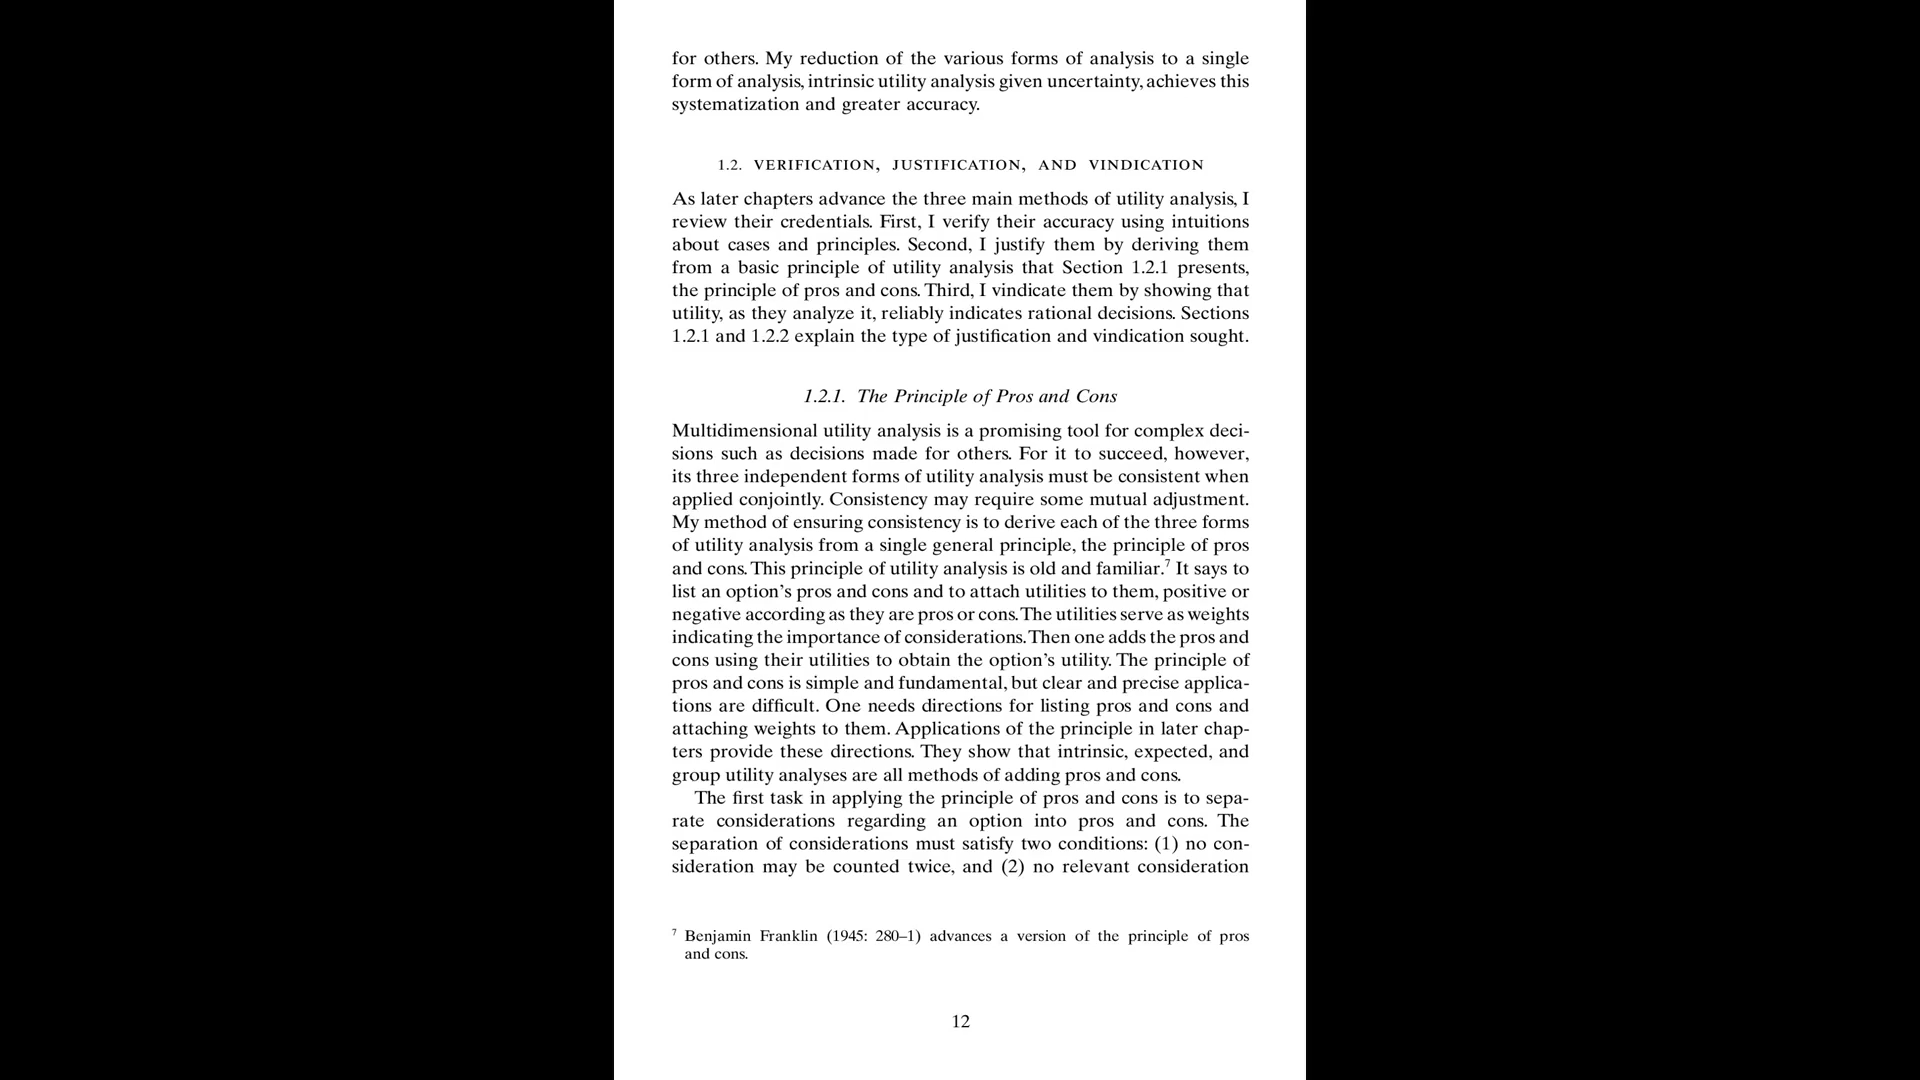 for others. My reduction of the various forms of analysis to a single
form of analysis, intrinsic utility analysis given uncertainty, achieves this
systematization and greater accuracy.
1.2. VERIFICATION, JUSTIFICATION, AND VINDICATION
As later chapters advance the three main methods of utility analysis, I
review their credentials. First, I verify their accuracy using intuitions
about cases and principles. Second, I justify them by deriving them
from a basic principle of utility analysis that Section 1.2.1 presents,
the principle of pros and cons. Third, I vindicate them by showing that
utility, as they analyze it, reliably indicates rational decisions. Sections
1.2.1 and 1.2.2 explain the type of justification and vindication sought.
1.2.1. The Principle of Pros and Cons
Multidimensional utility analysis is a promising tool for complex deci-
sions such as decisions made for others. For it to succeed, however,
its three independent forms of utility analysis must be consistent when
applied conjointly. Consistency may require some mutual adjustment.
My method of ensuring consistency is to derive each of the three forms
of utility analysis from a single general principle, the principle of pros
and cons. This principle of utility analysis is old and familiar.⁷ It says to
list an option's pros and cons and to attach utilities to them, positive or
negative according as they are pros or cons. The utilities serve as weights
indicating the importance of considerations. Then one adds the pros and
cons using their utilities to obtain the option's utility. The principle of
pros and cons is simple and fundamental, but clear and precise applica-
tions are difficult. One needs directions for listing pros and cons and
attaching weights to them. Applications of the principle in later chap-
ters provide these directions. They show that intrinsic, expected, and
group utility analyses are all methods of adding pros and cons.
The first task in applying the principle of pros and cons is to sepa-
rate considerations regarding an option into pros and cons. The
separation of considerations must satisfy two conditions: (1) no con-
sideration may be counted twice, and (2) no relevant consideration
⁷ Benjamin Franklin (1945: 280–1) advances a version of the principle of pros
and cons.
12